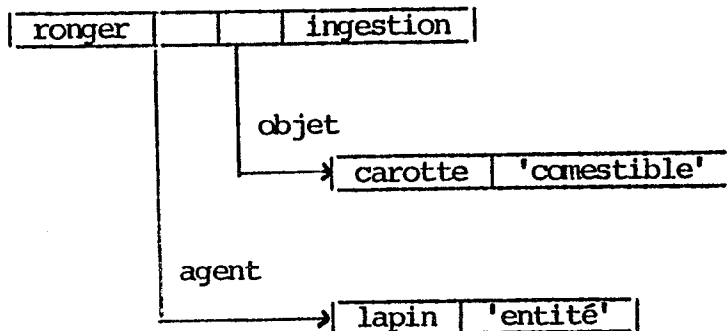 ronger ingestion
objet
carotte 'comestible'
agent
lapin 'entité'